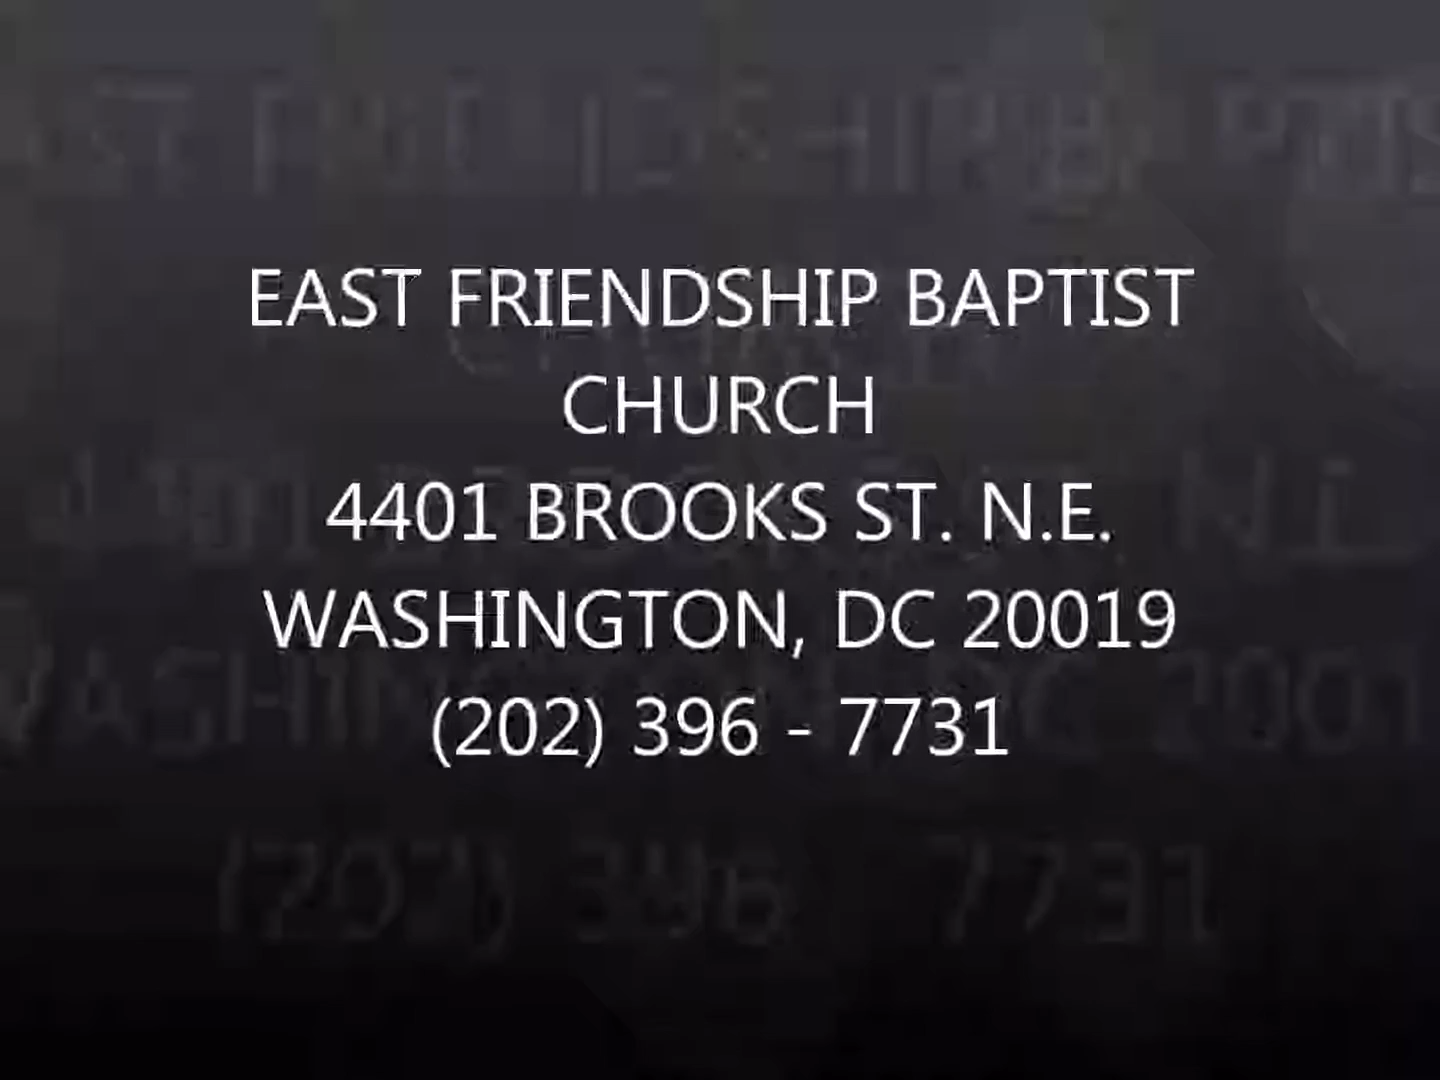 EAST FRIENDSHIP BAPTIST
CHURCH
4401 BROOKS ST. N.E.
WASHINGTON, DC 20019
(202) 396 - 7731